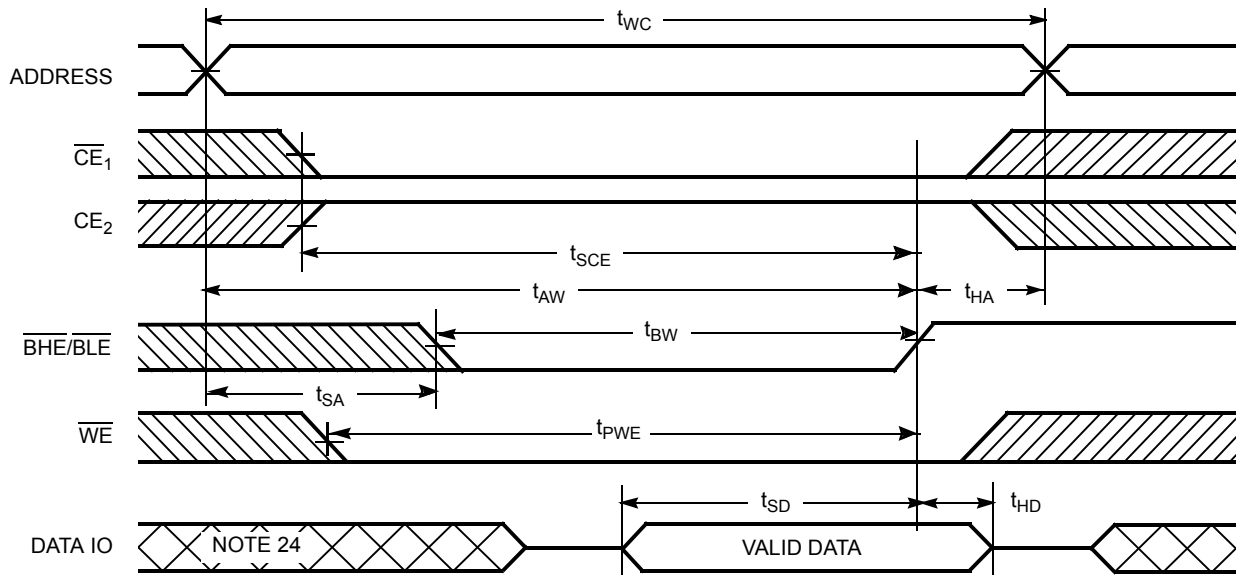 tWC
ADDRESS
CE1
CE2
tSCE
tAW
tHA
BHE/BLE
tBW
tSA
WE
tPWE
tSD
tHD
DATA IO
NOTE 24
VALID DATA